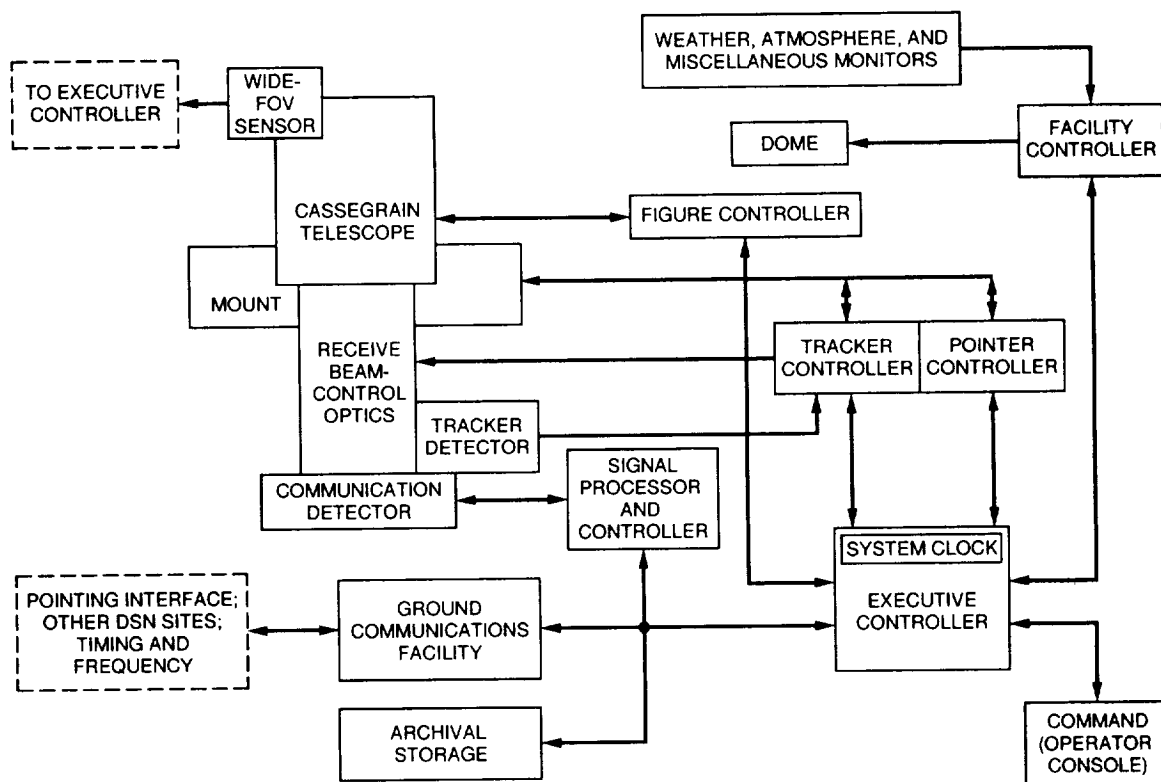 WEATHER, ATMOSPHERE, AND
MISCELLANEOUS MONITORS
TO EXECUTIVE
CONTROLLER
WIDE-
FOV
SENSOR
DOME
FACILITY
CONTROLLER
CASSEGRAIN
TELESCOPE
FIGURE CONTROLLER
MOUNT
RECEIVE
BEAM-
CONTROL
OPTICS
TRACKER
CONTROLLER
POINTER
CONTROLLER
TRACKER
DETECTOR
COMMUNICATION
DETECTOR
SIGNAL
PROCESSOR
AND
CONTROLLER
SYSTEM CLOCK
EXECUTIVE
CONTROLLER
POINTING INTERFACE;
OTHER DSN SITES;
TIMING AND
FREQUENCY
GROUND
COMMUNICATIONS
FACILITY
ARCHIVAL
STORAGE
COMMAND
(OPERATOR
CONSOLE)